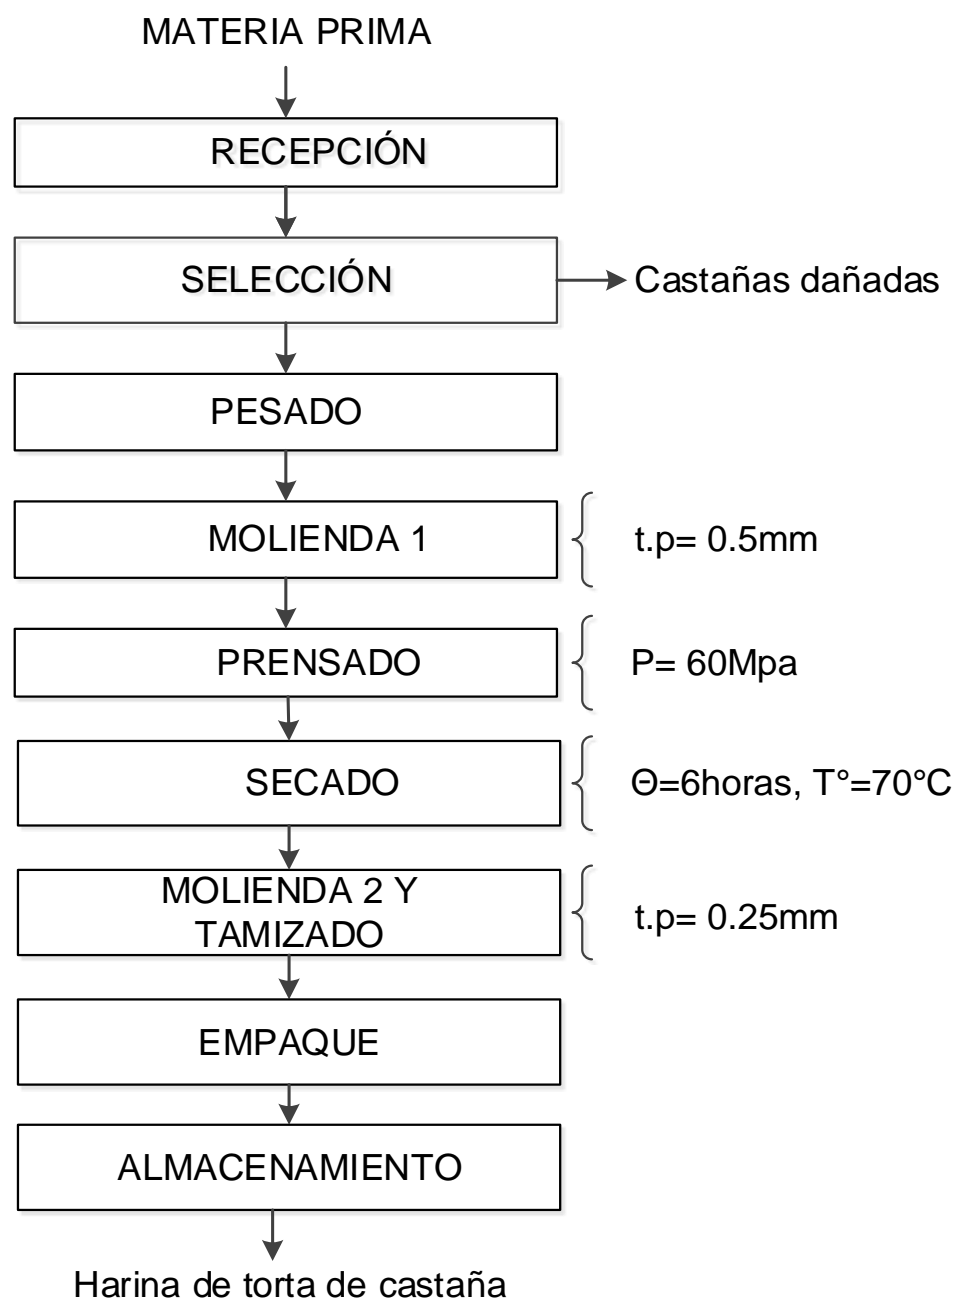 MATERIA PRIMA
RECEPCIÓN
SELECCIÓN
Castañas dañadas
PESADO
MOLIENDA 1
t.p= 0.5mm
PRENSADO
P= 60Mpa
SECADO
Θ=6horas, T°=70°C
MOLIENDA 2 Y
TAMIZADO
t.p= 0.25mm
EMPAQUE
ALMACENAMIENTO
Harina de torta de castaña